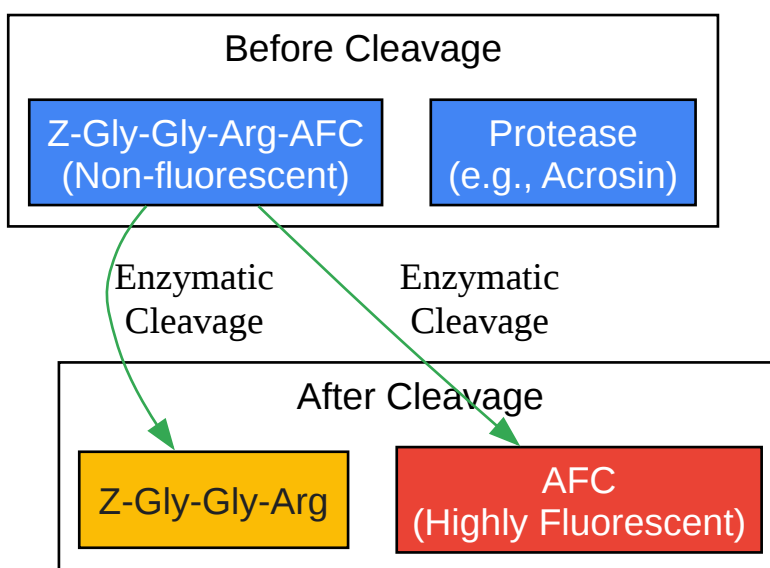 Before Cleavage
Z-Gly-Gly-Arg-AFC
(Non-fluorescent)
Protease
(e.g., Acrosin)
Enzymatic
Cleavage
Enzymatic
Cleavage
After Cleavage
Z-Gly-Gly-Arg
AFC
(Highly Fluorescent)